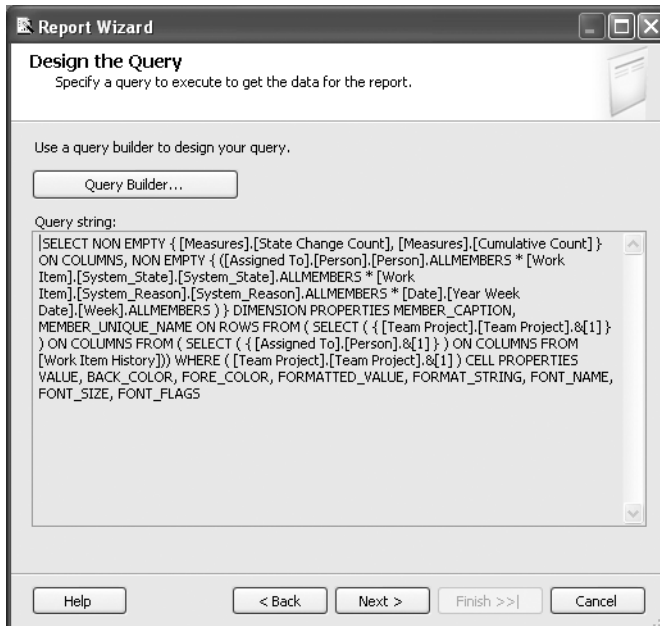 Report Wizard
Design the Query
Specify a query to execute to get the data for the report.
Use a query builder to design your query.
Query Builder...
Query string:
SELECT NON EMPTY { [Measures].[State Change Count], [Measures].[Cumulative Count] }
ON COLUMNS, NON EMPTY { ([Assigned To].[Person].[Person].ALLMEMBERS * [Work
Item].[System_State].[System_State].ALLMEMBERS * [Work
Item].[System_Reason].[System_Reason].ALLMEMBERS * [Date].[Year Week
Date].[Week].ALLMEMBERS ) } DIMENSION PROPERTIES MEMBER_CAPTION,
MEMBER_UNIQUE_NAME ON ROWS FROM ( SELECT ( { [Team Project].[Team Project].&[1] }
) ON COLUMNS FROM ( SELECT ( { [Assigned To].[Person].&[1] } ) ON COLUMNS FROM
[Work Item History])) WHERE ( [Team Project].[Team Project].&[1] ) CELL PROPERTIES
VALUE, BACK_COLOR, FORE_COLOR, FORMATTED_VALUE, FORMAT_STRING, FONT_NAME,
FONT_SIZE, FONT_FLAGS
Help
< Back
Next >
Finish >>|
Cancel